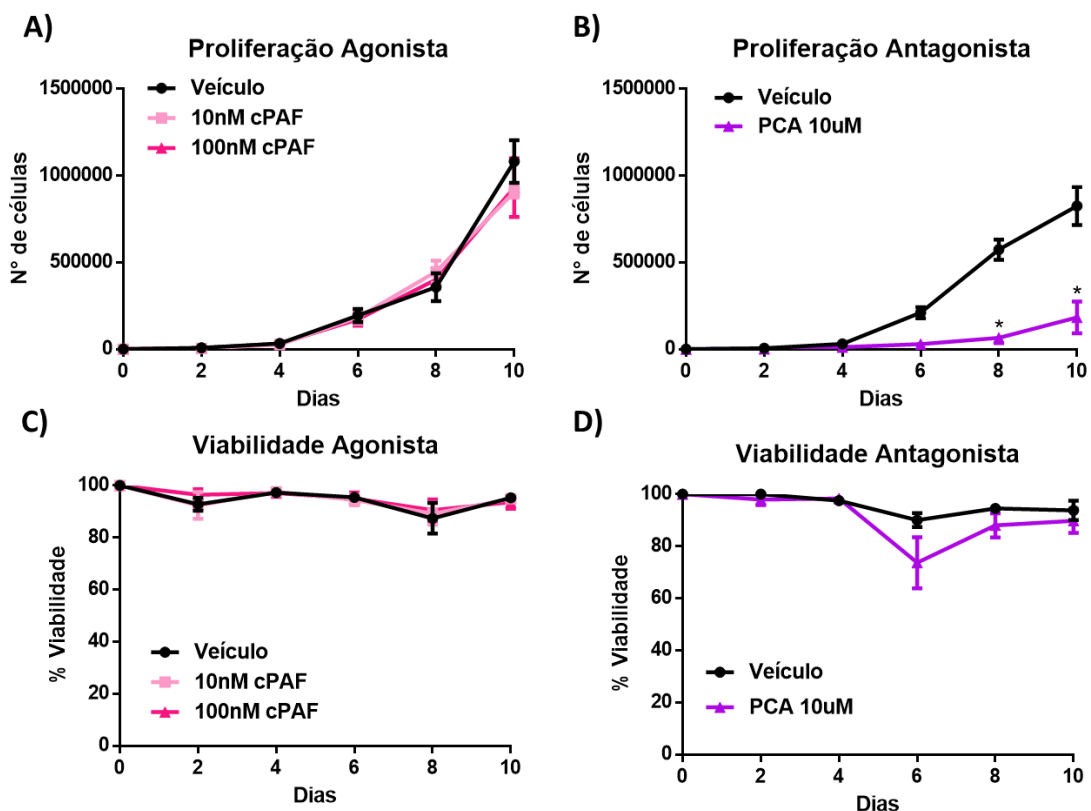 A)
Proliferação Agonista
1500000
1000000
500000
0
N° de células
Veículo
10nM cPAF
100nM cPAF
0 2 4 6 8 10
Dias
B)
Proliferação Antagonista
1500000
1000000
500000
0
N° de células
Veículo
PCA 10uM
*
*
0 2 4 6 8 10
Dias
C)
Viabilidade Agonista
100
80
60
40
20
0
% Viabilidade
Veículo
10nM cPAF
100nM cPAF
0 2 4 6 8 10
Dias
D)
Viabilidade Antagonista
100
80
60
40
20
0
% Viabilidade
Veículo
PCA 10uM
0 2 4 6 8 10
Dias